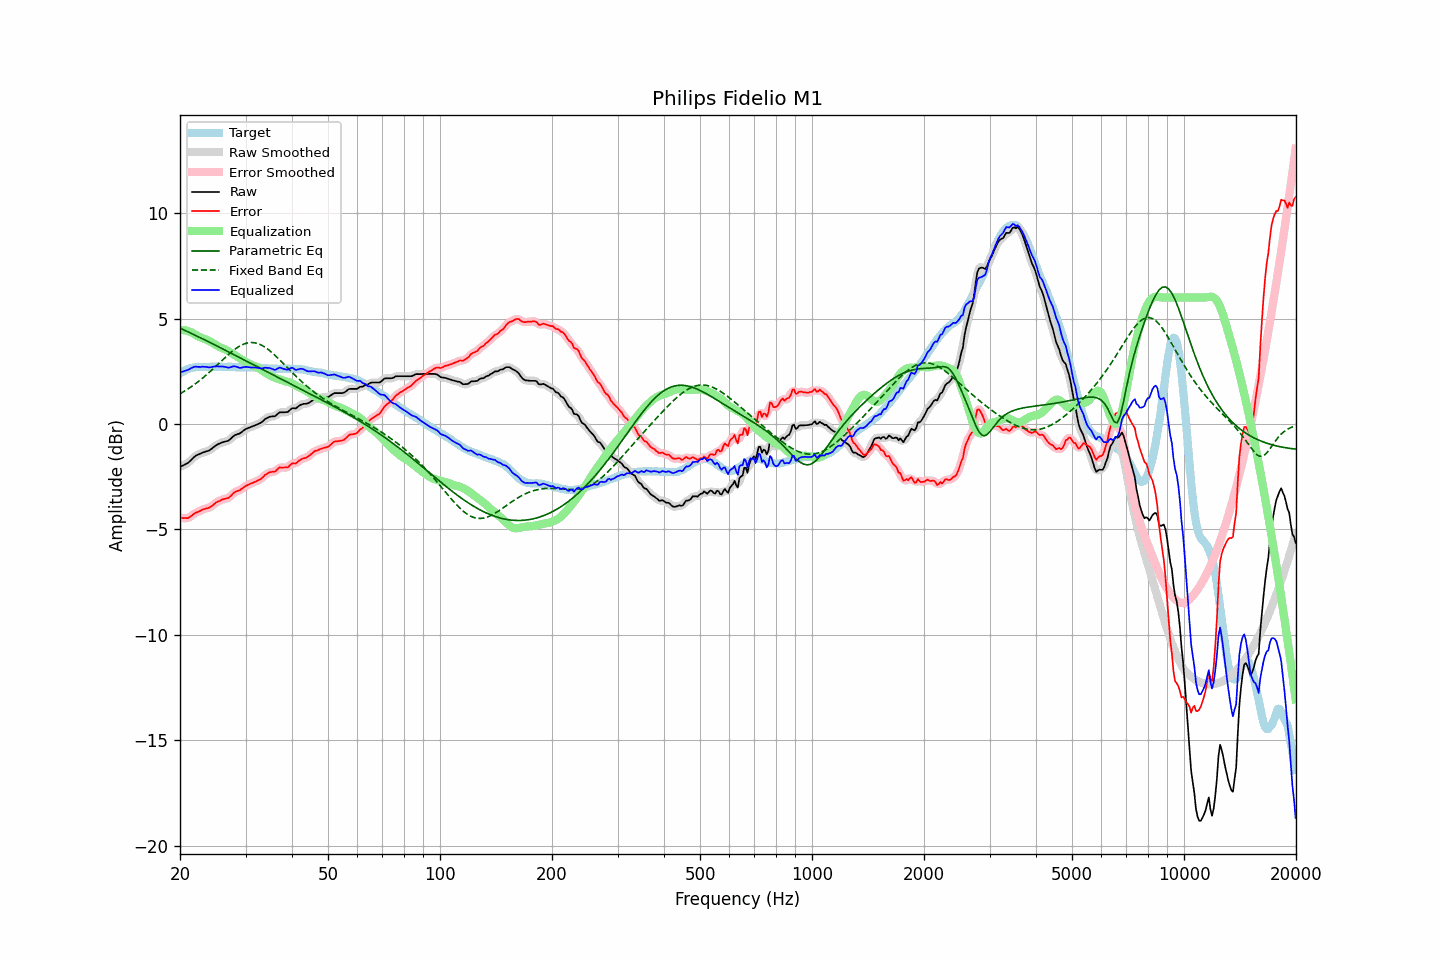 Philips Fidelio M1
Target
Raw Smoothed
Error Smoothed
Raw
Error
Equalization
Parametric Eq
Fixed Band Eq
Equalized
Amplitude (dBr)
10
5
0
−5
−10
−15
−20
20 50 100 200 500 1000 2000 5000 10000 20000
Frequency (Hz)